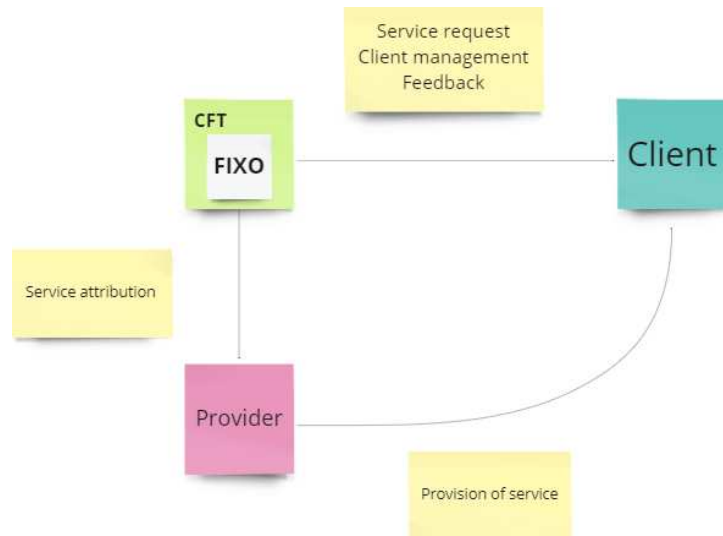 Service request
Client management
Feedback
CFT
FIXO
Client
Service attribution
Provider
Provision of service